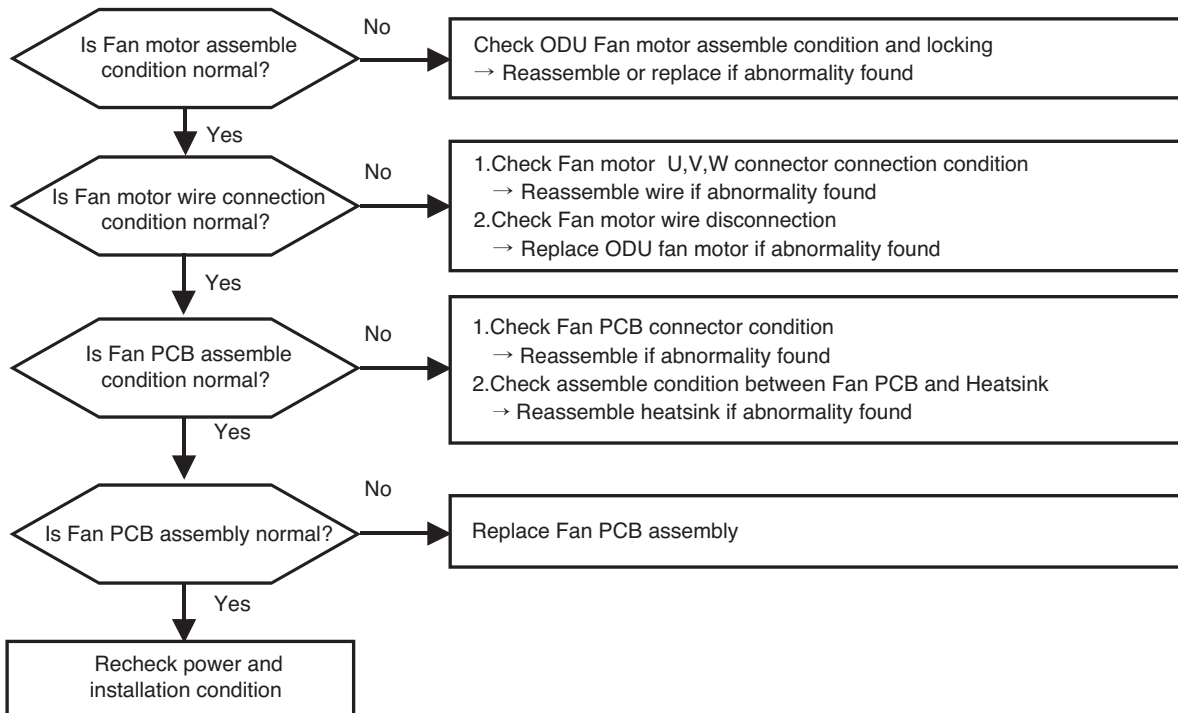 Is Fan motor assemble
condition normal?
No
Check ODU Fan motor assemble condition and locking
→ Reassemble or replace if abnormality found
Yes
Is Fan motor wire connection
condition normal?
No
1.Check Fan motor U,V,W connector connection condition
→ Reassemble wire if abnormality found
2.Check Fan motor wire disconnection
→ Replace ODU fan motor if abnormality found
Yes
Is Fan PCB assemble
condition normal?
No
1.Check Fan PCB connector condition
→ Reassemble if abnormality found
2.Check assemble condition between Fan PCB and Heatsink
→ Reassemble heatsink if abnormality found
Yes
Is Fan PCB assembly normal?
No
Replace Fan PCB assembly
Yes
Recheck power and
installation condition